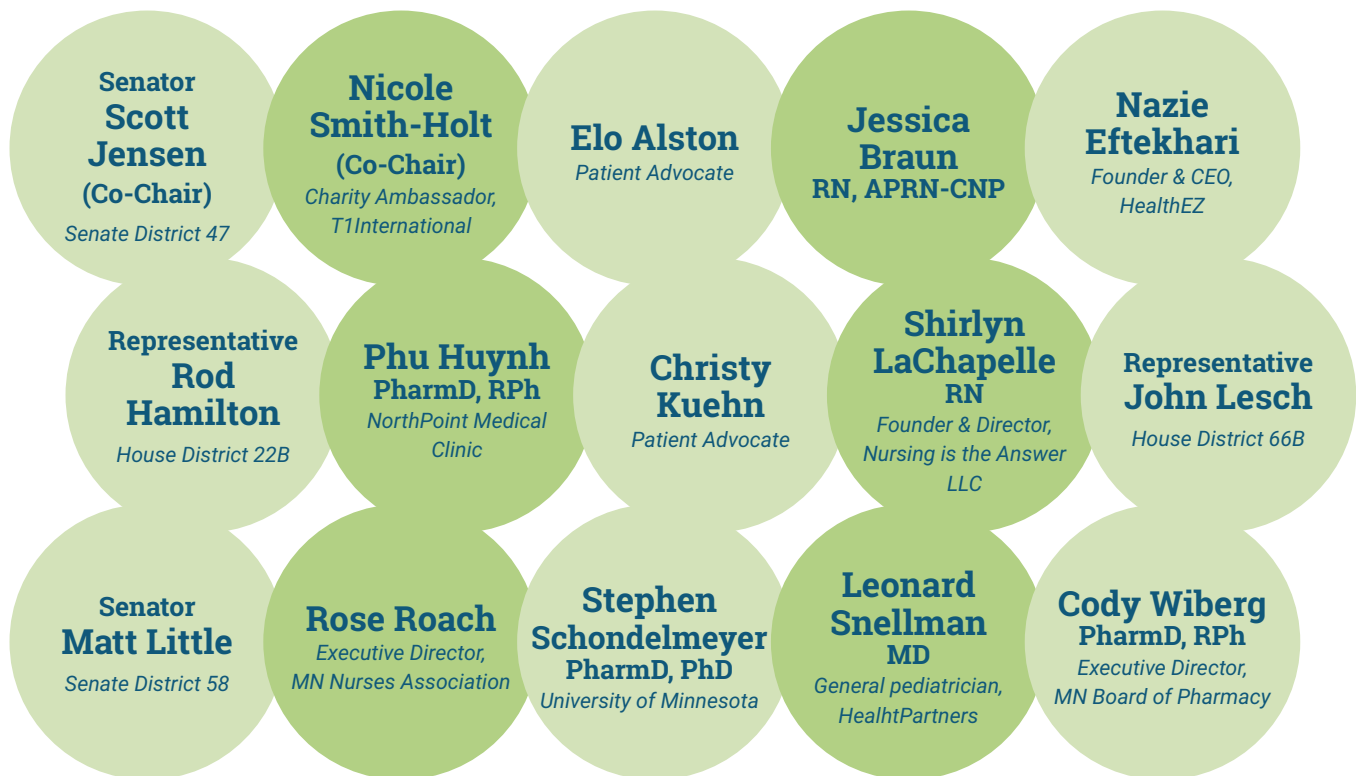 Senator
Scott
Jensen
(Co-Chair)
Senate District 47
Nicole
Smith-Holt
(Co-Chair)
Charity Ambassador,
T1International
Elo Alston
Patient Advocate
Jessica
Braun
RN, APRN-CNP
Nazie
Eftekhari
Founder & CEO,
HealthEZ
Representative
Rod
Hamilton
House District 22B
Phu Huynh
PharmD, RPh
NorthPoint Medical
Clinic
Christy
Kuehn
Patient Advocate
Shirlyn
LaChapelle
RN
Founder & Director,
Nursing is the Answer
LLC
Representative
John Lesch
House District 66B
Senator
Matt Little
Senate District 58
Rose Roach
Executive Director,
MN Nurses Association
Stephen
Schondelmeyer
PharmD, PhD
University of Minnesota
Leonard
Snellman
MD
General pediatrician,
HealhtPartners
Cody Wiberg
PharmD, RPh
Executive Director,
MN Board of Pharmacy